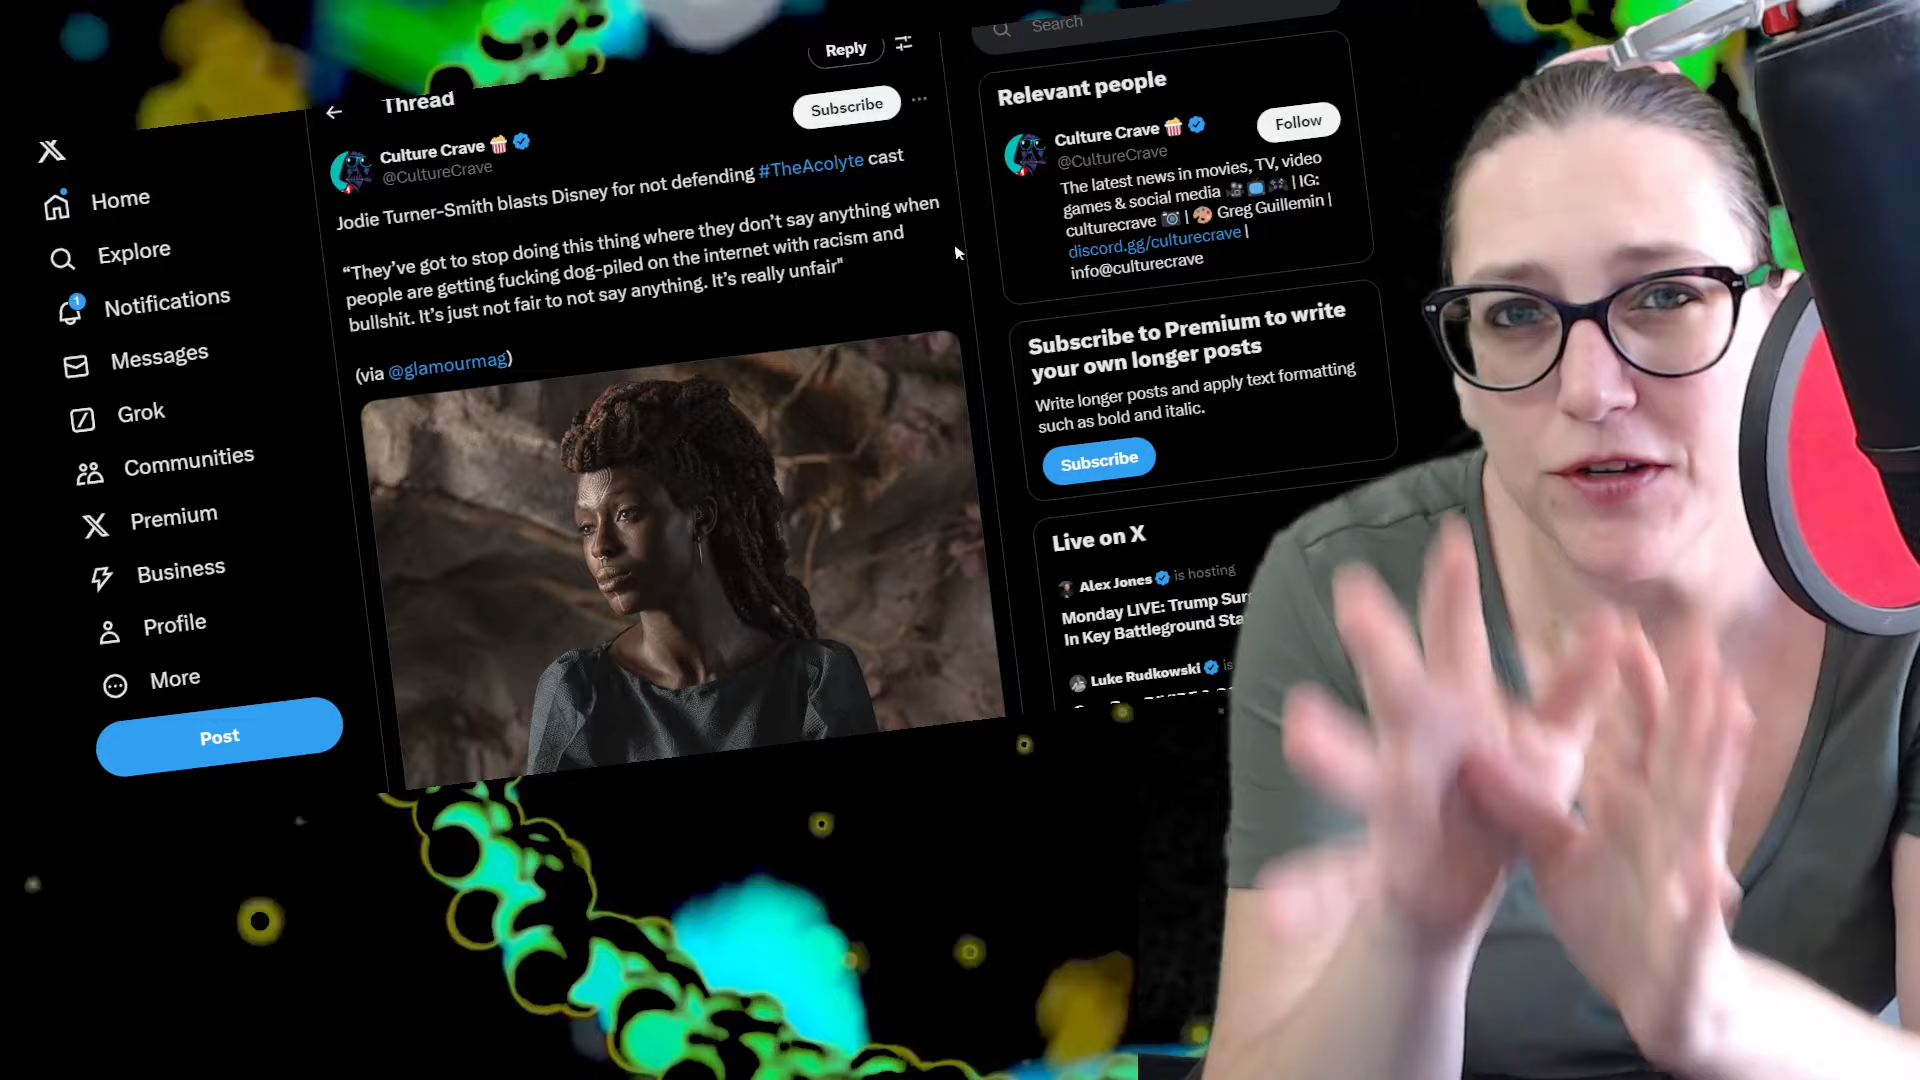 Home
Explore
1
Notifications
Messages
Grok
Communities
Premium
Business
Profile
More
Post
Reply
Thread
Subscribe
Culture Crave
@CultureCrave
Jodie Turner-Smith blasts Disney for not defending #TheAcolyte cast
“They’ve got to stop doing this thing where they don’t say anything when
people are getting fucking dog-piled on the internet with racism and
bullshit. It’s just not fair to not say anything. It’s really unfair"
(via @glamourmag)
Search
Relevant people
Culture Crave
@CultureCrave
Follow
The latest news in movies, TV, video
games & social media | IG:
culturecrave | Greg Guillemin |
discord.gg/culturecrave |
info@culturecrave
Subscribe to Premium to write
your own longer posts
Write longer posts and apply text formatting
such as bold and italic.
Subscribe
Live on X
Alex Jones is hosting
Monday LIVE: Trump
In Key Battleground
Luke Rudkowski is